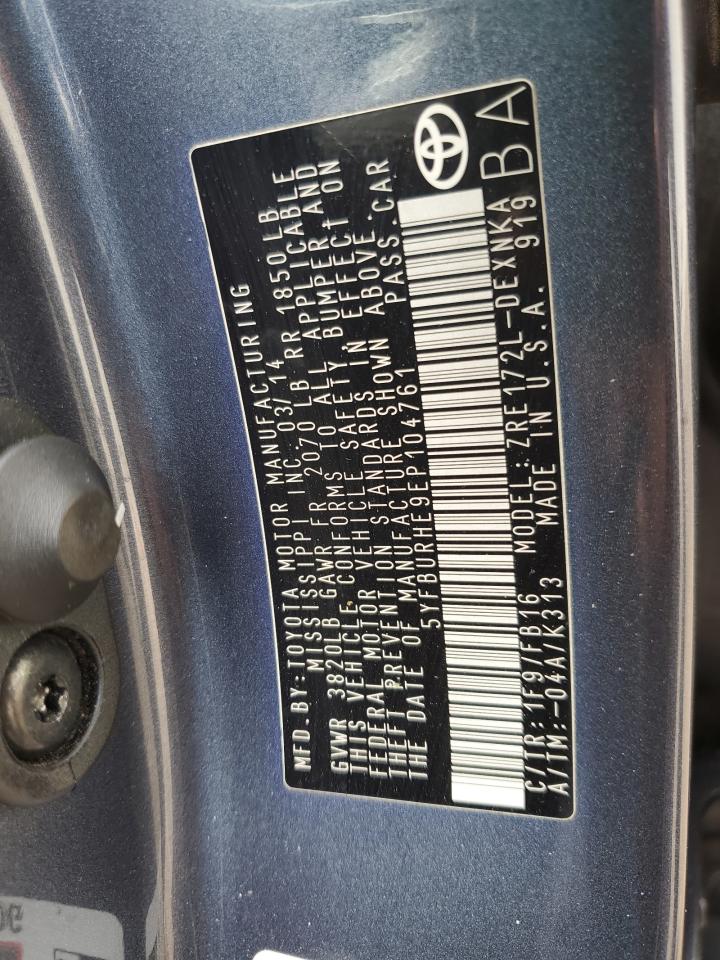 MFD.BY:TOYOTA MOTOR MANUFACTURING
MISSISSIPPI INC. 03/14
GVWR 3820LB GAWR FR 2070LB RR 1850LB
THIS VEHICLE CONFORMS TO ALL APPLICABLE
FEDERAL MOTOR VEHICLE SAFETY, BUMPER AND
THEFT PREVENTION STANDARDS IN EFFECT ON
THE DATE OF MANUFACTURE SHOWN ABOVE.
5YFBURHE9EP104761 PASS.CAR
C/TR: 1F9/FB16 MODEL: ZRE172L-DEXNKA
A/TM: -04A/K313 MADE IN U.S.A. 919
BA